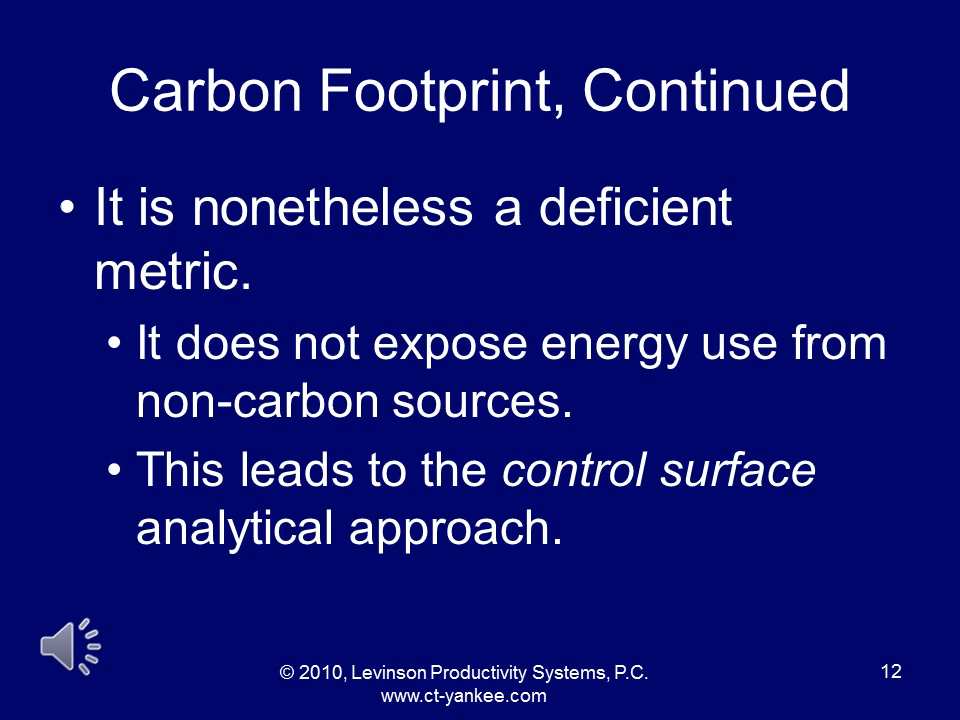 Carbon Footprint, Continued
• It is nonetheless a deficient
metric.
• It does not expose energy use from
non-carbon sources.
• This leads to the control surface
analytical approach.
© 2010, Levinson Productivity Systems, P.C.
www.ct-yankee.com
12